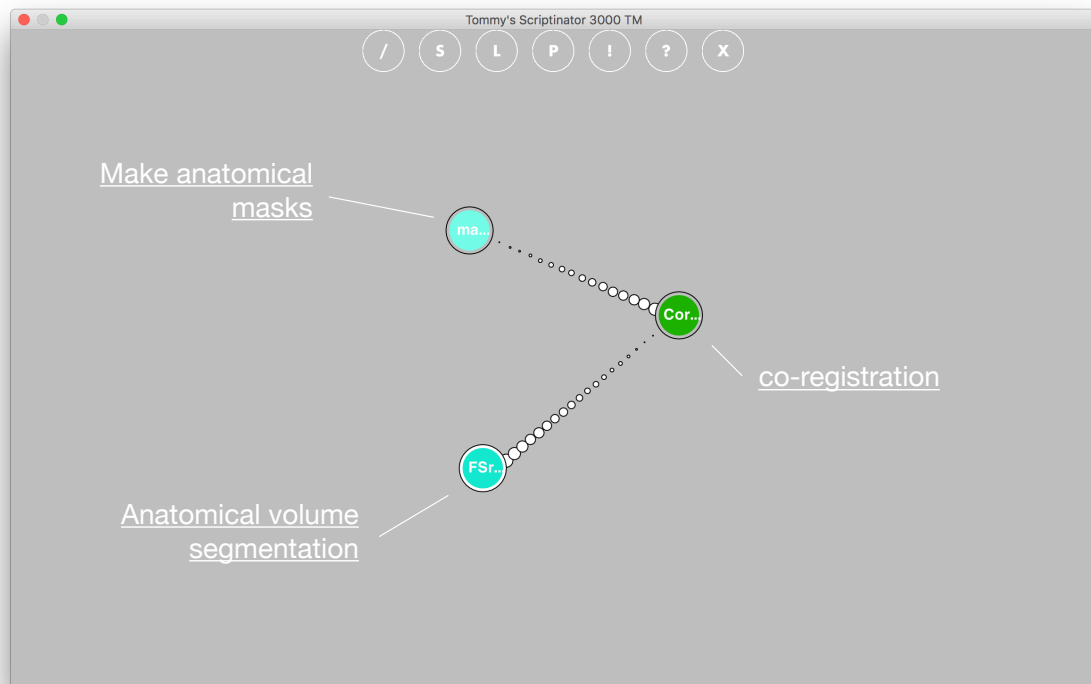 Tommy's Scriptinator 3000 TM
/ S L P ! ? X
Make anatomical
masks
ma...
Cor...
co-registration
FSr...
Anatomical volume
segmentation